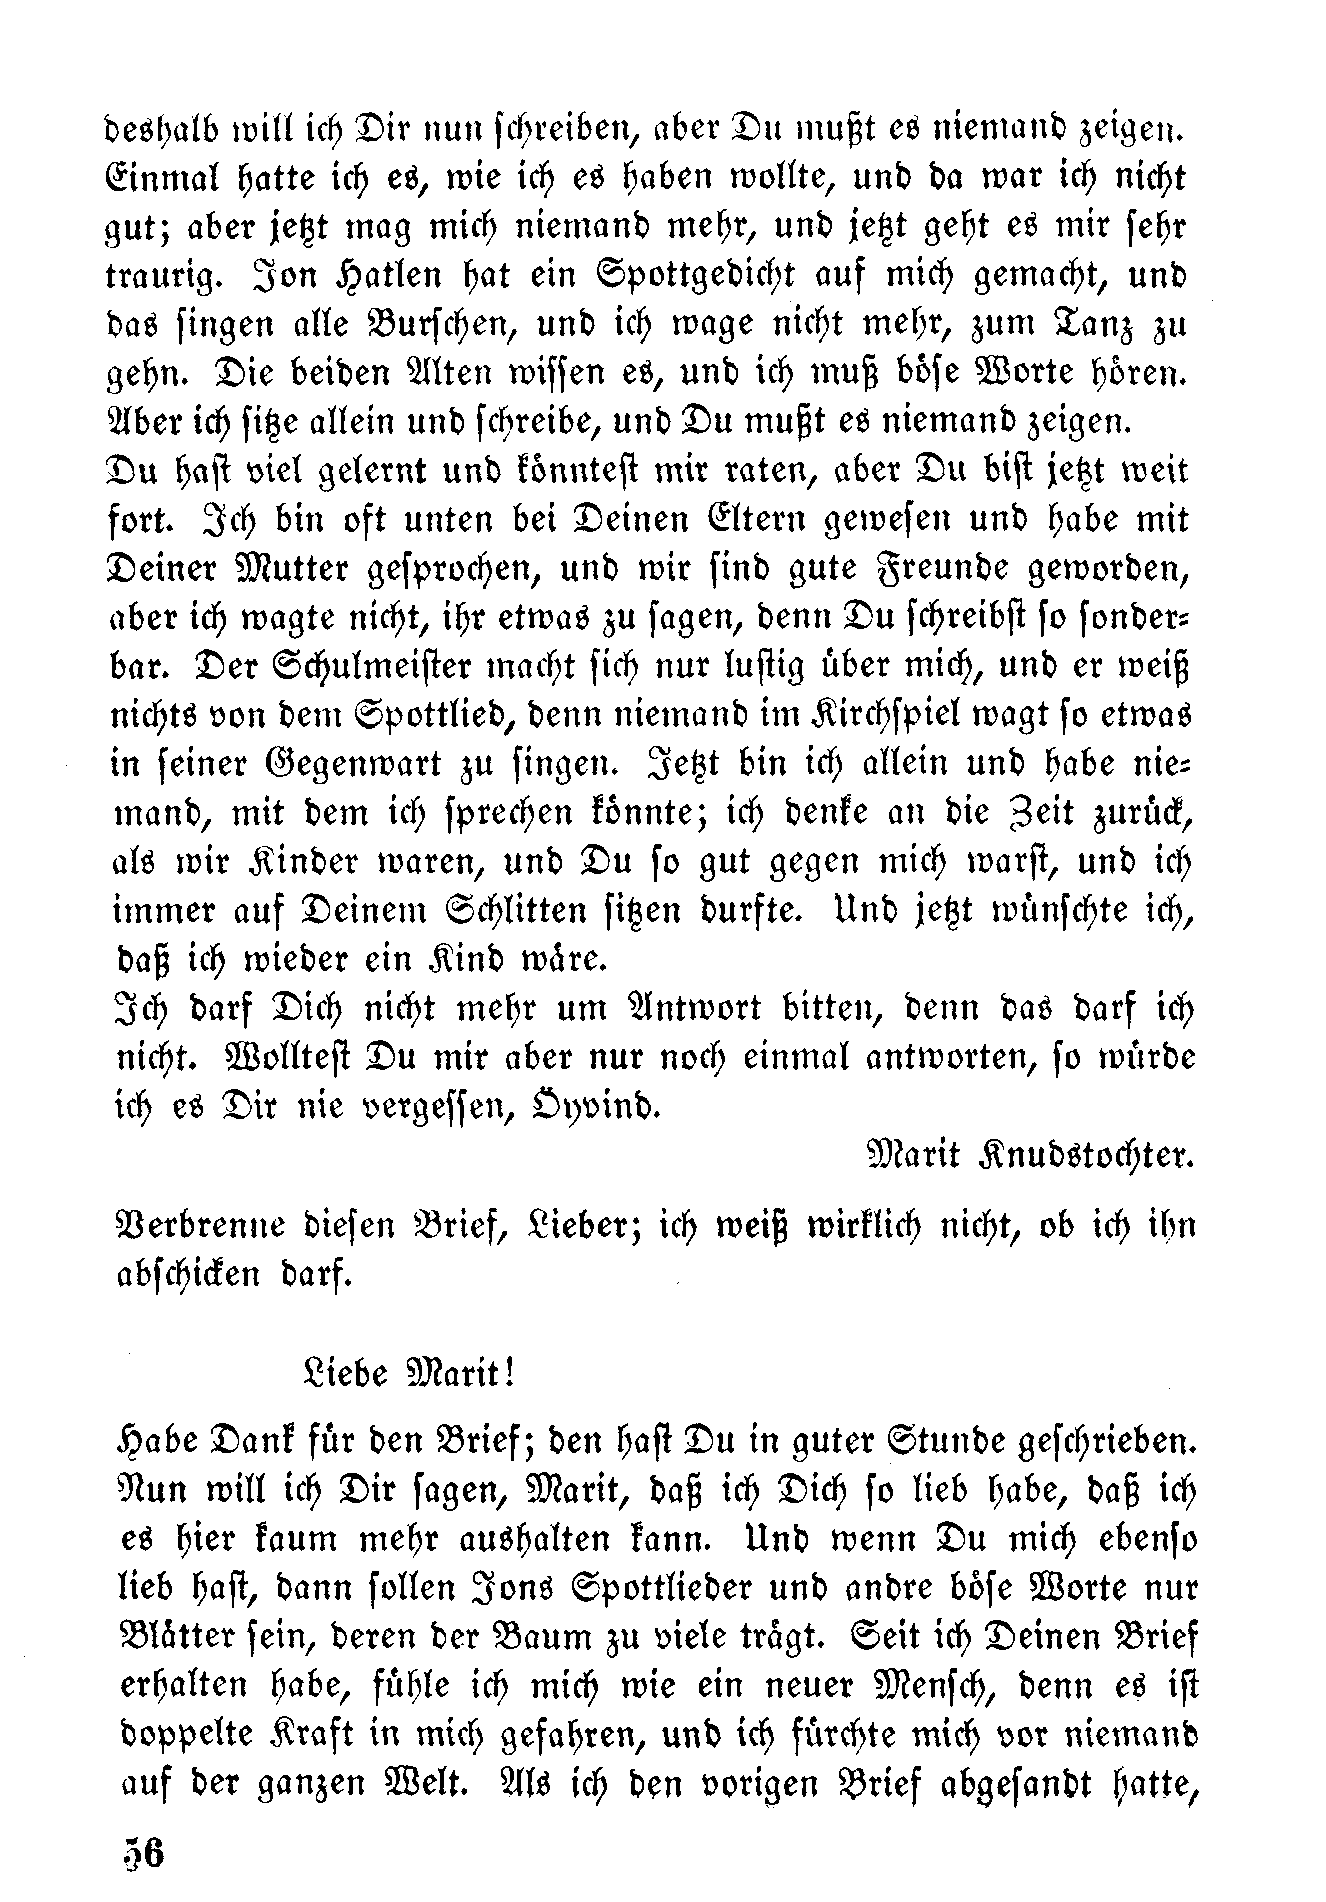 deshalb will ich Dir nun schreiben, aber Du mußt es niemand zeigen.
Einmal hatte ich es, wie ich es haben wollte, und da war ich nicht
gut; aber jetzt mag mich niemand mehr, und jetzt geht es mir sehr
traurig. Jon Hatlen hat ein Spottgedicht auf mich gemacht, und
das singen alle Burschen, und ich wage nicht mehr, zum Tanz zu
gehn. Die beiden Alten wissen es, und ich muß böse Worte hören.
Aber ich sitze allein und schreibe, und Du mußt es niemand zeigen.
Du hast viel gelernt und könntest mir raten, aber Du bist jetzt weit
fort. Ich bin oft unten bei Deinen Eltern gewesen und habe mit
Deiner Mutter gesprochen, und wir sind gute Freunde geworden,
aber ich wagte nicht, ihr etwas zu sagen, denn Du schreibst so sonder-
bar. Der Schulmeister macht sich nur lustig über mich, und er weiß
nichts von dem Spottlied, denn niemand im Kirchspiel wagt so etwas
in seiner Gegenwart zu singen. Jetzt bin ich allein und habe nie-
mand, mit dem ich sprechen könnte; ich denke an die Zeit zurück,
als wir Kinder waren, und Du so gut gegen mich warst, und ich
immer auf Deinem Schlitten sitzen durfte. Und jetzt wünschte ich,
daß ich wieder ein Kind wäre.
Ich darf Dich nicht mehr um Antwort bitten, denn das darf ich
nicht. Wolltest Du mir aber nur noch einmal antworten, so würde
ich es Dir nie vergessen, Öyvind.
Marit Knudstochter.
Verbrenne diesen Brief, Lieber; ich weiß wirklich nicht, ob ich ihn
abschicken darf.
Liebe Marit!
Habe Dank für den Brief; den hast Du in guter Stunde geschrieben.
Nun will ich Dir sagen, Marit, daß ich Dich so lieb habe, daß ich
es hier kaum mehr aushalten kann. Und wenn Du mich ebenso
lieb hast, dann sollen Jons Spottlieder und andre böse Worte nur
Blätter sein, deren der Baum zu viele trägt. Seit ich Deinen Brief
erhalten habe, fühle ich mich wie ein neuer Mensch, denn es ist
doppelte Kraft in mich gefahren, und ich fürchte mich vor niemand
auf der ganzen Welt. Als ich den vorigen Brief abgesandt hatte,
56